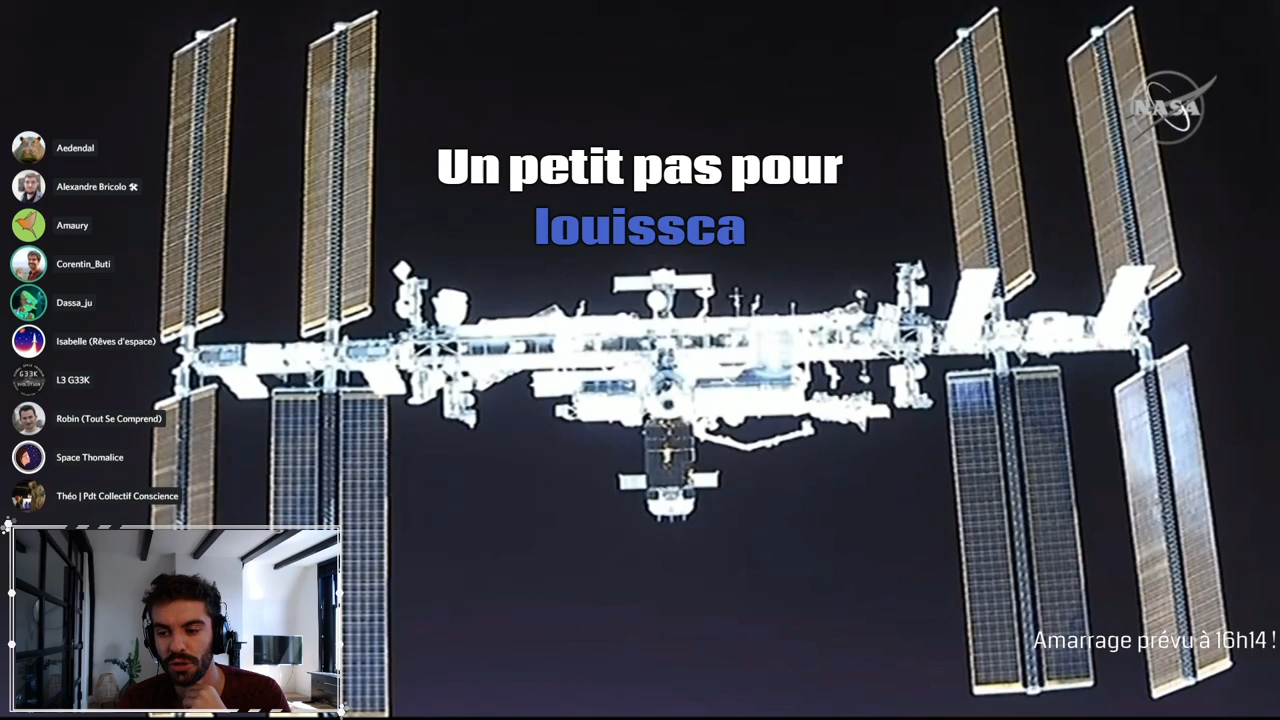 NASA
Un petit pas pour
louissca
Aedendal
Alexandre Bricolo 🛠
Amaury
Corentin_Buti
Dassa_ju
Isabelle (Rêves d'espace)
L3 G33K
G33K
Robin (Tout Se Comprend)
Space Thomalice
Théo | Pdt Collectif Conscience
Amarrage prévu à 16h14 !